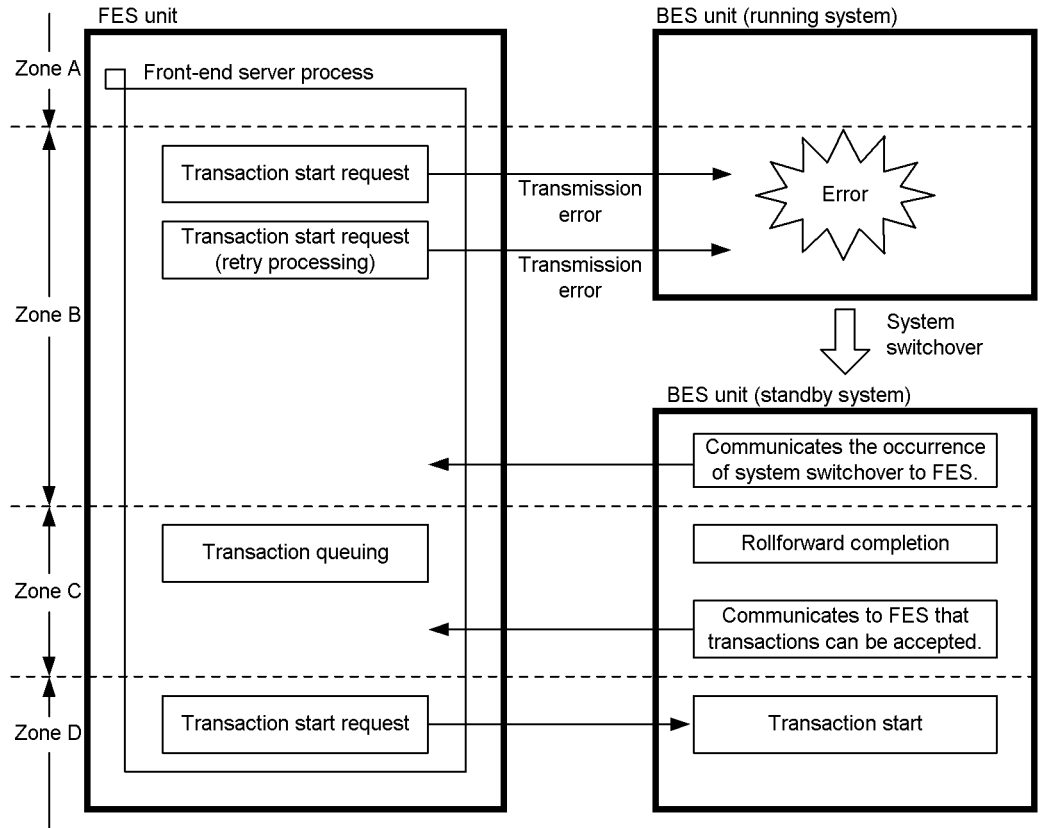 FES unit
BES unit (running system)
Zone A
Front-end server process
Transaction start request
Transmission
error
Error
Transaction start request
(retry processing)
Transmission
error
Zone B
System
switchover
BES unit (standby system)
Communicates the occurrence
of system switchover to FES.
Transaction queuing
Rollforward completion
Zone C
Communicates to FES that
transactions can be accepted.
Zone D
Transaction start request
Transaction start